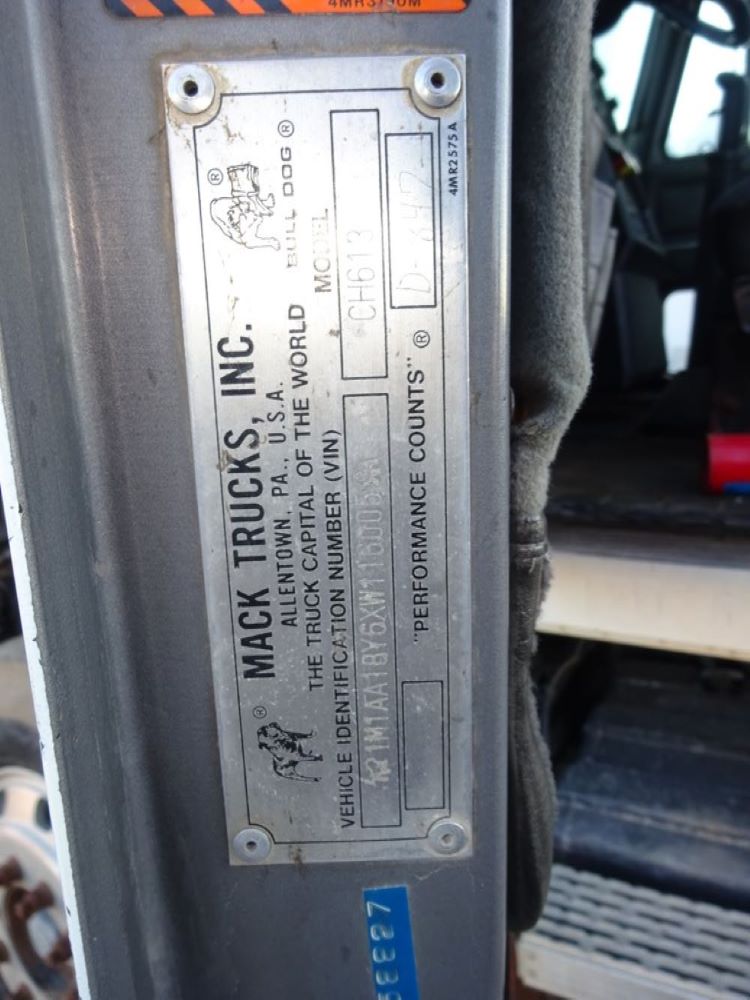 4MR3790M
MACK TRUCKS, INC.
ALLENTOWN, PA., U.S.A.
THE TRUCK CAPITAL OF THE WORLD
BULL DOG ®
VEHICLE IDENTIFICATION NUMBER (VIN)
MODEL
CH613
"PERFORMANCE COUNTS" ®
4MR2575A